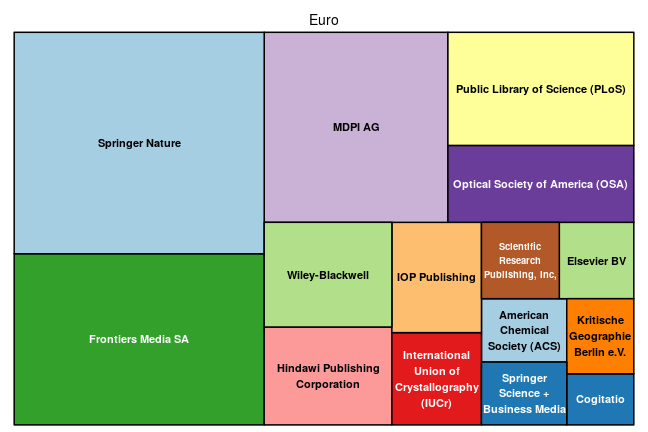 Euro
Springer Nature
MDPI AG
Public Library of Science (PLoS)
Optical Society of America (OSA)
Frontiers Media SA
Wiley-Blackwell
Hindawi Publishing
Corporation
IOP Publishing
International
Union of
Crystallography
(IUCr)
Scientific
Research
Publishing, Inc,
Elsevier BV
American
Chemical
Society (ACS)
Kritische
Geographie
Berlin e.V.
Springer
Science +
Business Media
Cogitatio